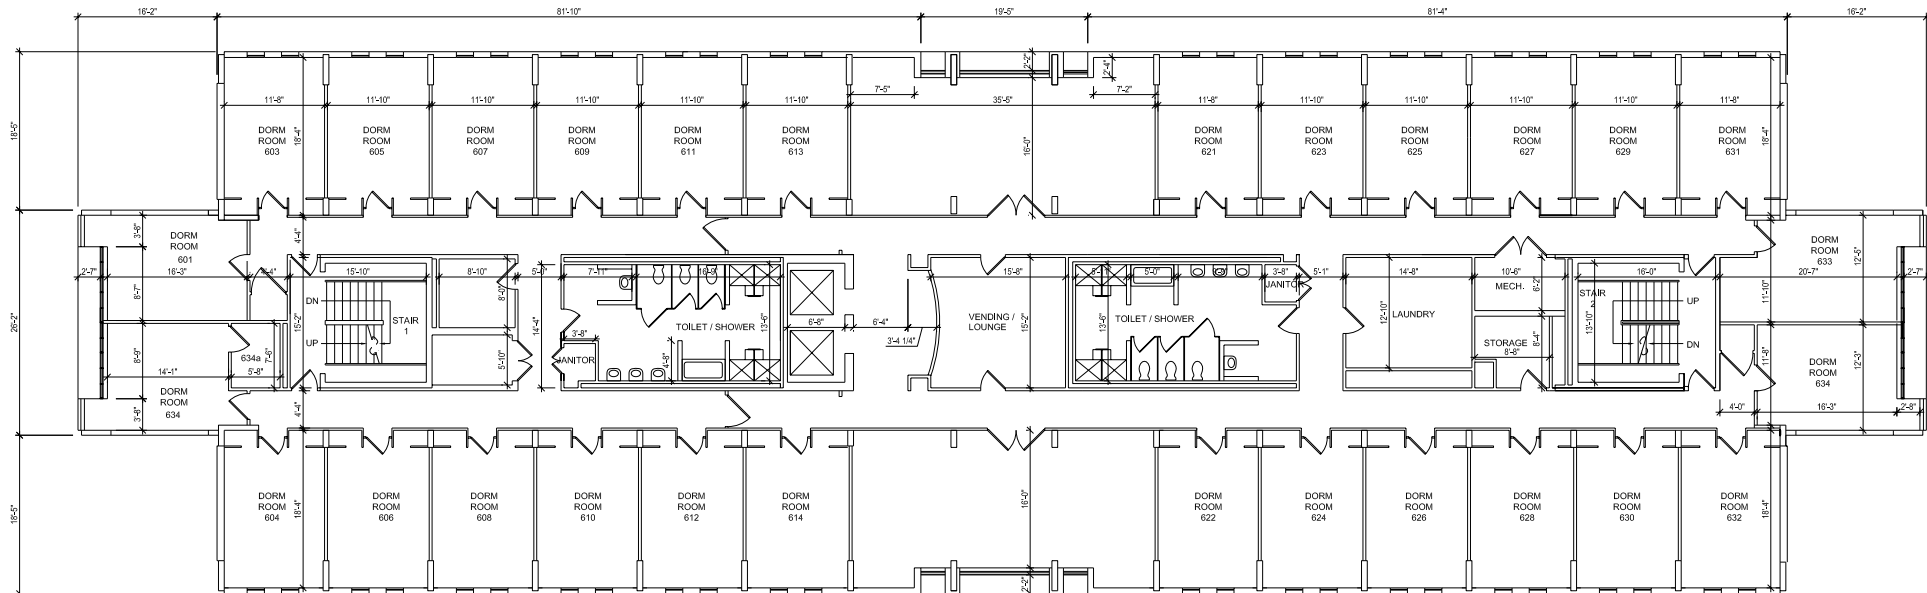 16'-2"
81'-10"
19'-5"
81'-4"
16'-2"
2'-2"
2'-4"
7'-5"
7'-2"
11'-8"
11'-10"
11'-10"
11'-10"
11'-10"
11'-10"
35'-5"
11'-8"
11'-10"
11'-10"
11'-10"
11'-10"
11'-8"
18'-5"
18'-4"
16'-0"
18'-4"
DORM
ROOM
603
DORM
ROOM
605
DORM
ROOM
607
DORM
ROOM
609
DORM
ROOM
611
DORM
ROOM
613
DORM
ROOM
621
DORM
ROOM
623
DORM
ROOM
625
DORM
ROOM
627
DORM
ROOM
629
DORM
ROOM
631
4'-4"
DORM
ROOM
601
DORM
ROOM
633
12'-5"
2'-7"
16'-3"
15'-10"
8'-10"
5'-0"
7'-11"
16'-9"
15'-8"
5'-0"
3'-8"
5'-1"
14'-8"
10'-6"
16'-0"
20'-7"
2'-7"
8'-7"
26'-2"
15'-2"
DN
STAIR
1
UP
8'-0"
14'-4"
TOILET / SHOWER
13'-6"
6'-8"
6'-4"
3'-4 1/4"
VENDING /
LOUNGE
15'-2"
13'-6"
TOILET / SHOWER
JANITOR
12'-10"
LAUNDRY
MECH.
6'-2"
STORAGE
8'-4"
8'-8"
STAIR
13'-10"
UP
DN
11'-10"
8'-9"
634a
7'-6"
14'-1"
5'-8"
5'-10"
3'-8"
JANITOR
4'-8"
11'-8"
12'-3"
DORM
ROOM
634
DORM
ROOM
634
4'-0"
16'-3"
2'-8"
3'-8"
4'-4"
18'-5"
18'-4"
16'-0"
18'-4"
DORM
ROOM
604
DORM
ROOM
606
DORM
ROOM
608
DORM
ROOM
610
DORM
ROOM
612
DORM
ROOM
614
DORM
ROOM
622
DORM
ROOM
624
DORM
ROOM
626
DORM
ROOM
628
DORM
ROOM
630
DORM
ROOM
632
2'-2"